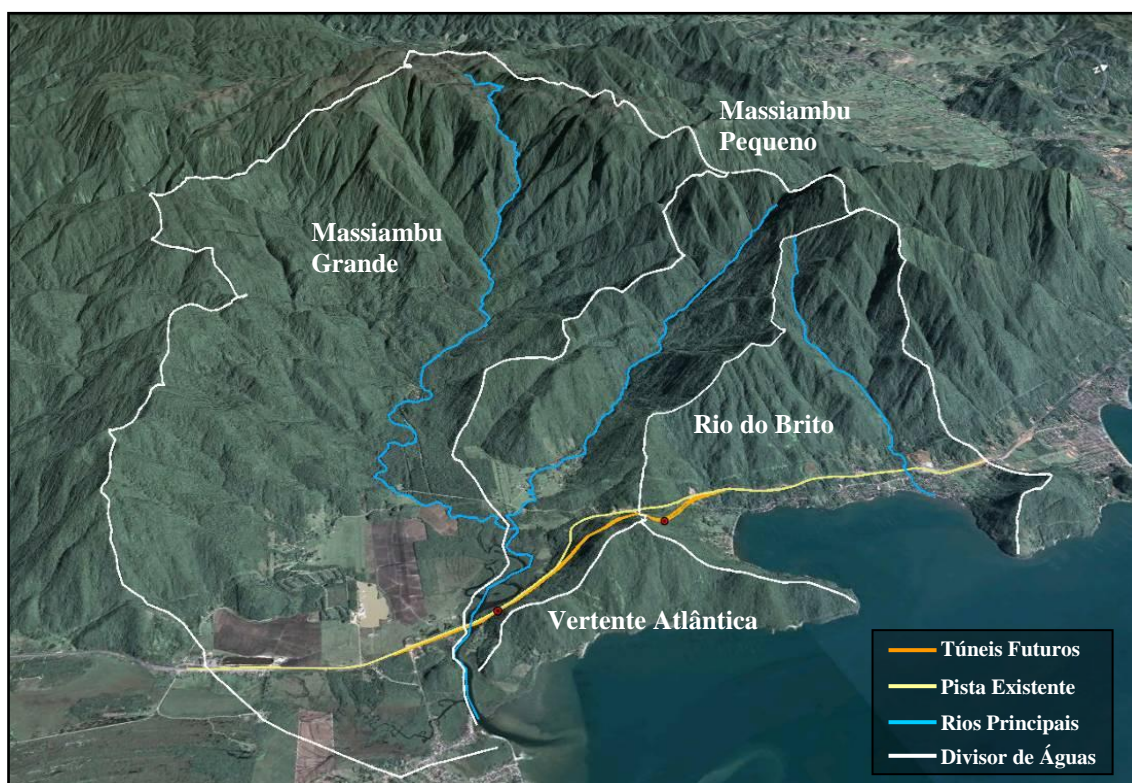 Massiambu
Pequeno
Massiambu
Grande
Rio do Brito
Vertente Atlântica
Túneis Futuros
Pista Existente
Rios Principais
Divisor de Águas